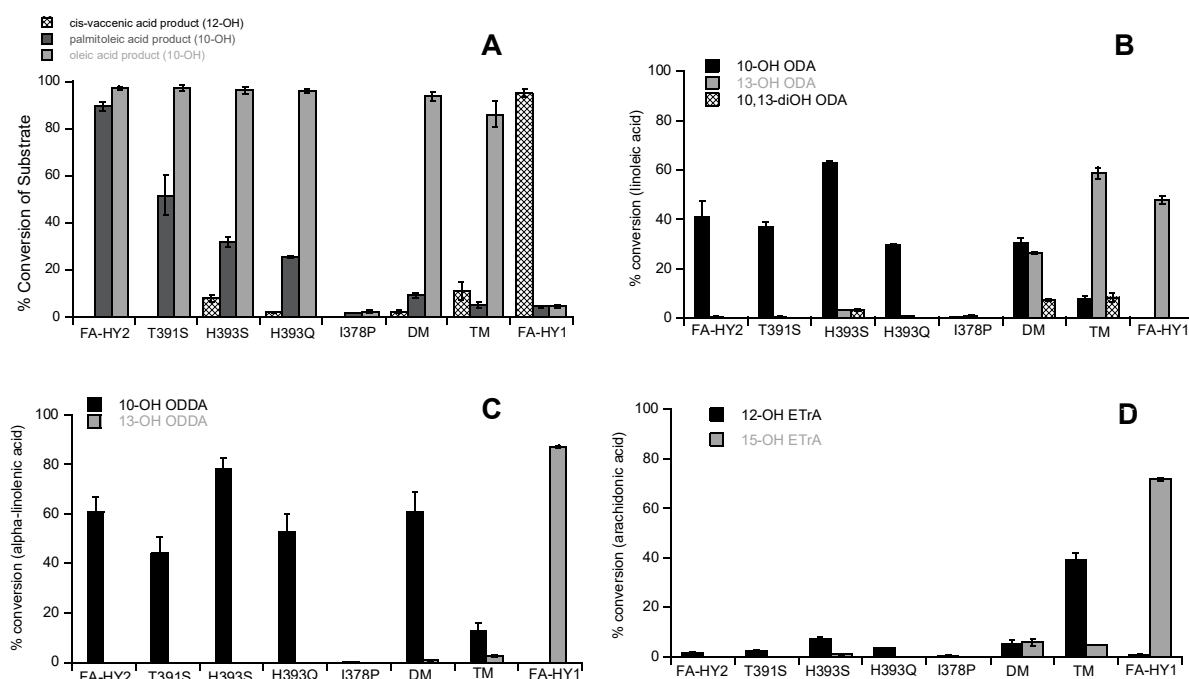 cis-vaccenic acid product (12-OH)
palmitoleic acid product (10-OH)
oleic acid product (10-OH)
A
% Conversion of Substrate
100
80
60
40
20
0
FA-HY2 T391S H393S H393Q I378P DM TM FA-HY1
B
10-OH ODA
13-OH ODA
10,13-diOH ODA
% conversion (linoleic acid)
100
80
60
40
20
0
FA-HY2 T391S H393S H393Q I378P DM TM FA-HY1
C
10-OH ODDA
13-OH ODDA
% conversion (alpha-linolenic acid)
100
80
60
40
20
0
FA-HY2 T391S H393S H393Q I378P DM TM FA-HY1
D
12-OH ETrA
15-OH ETrA
% conversion (arachidonic acid)
100
80
60
40
20
0
FA-HY2 T391S H393S H393Q I378P DM TM FA-HY1